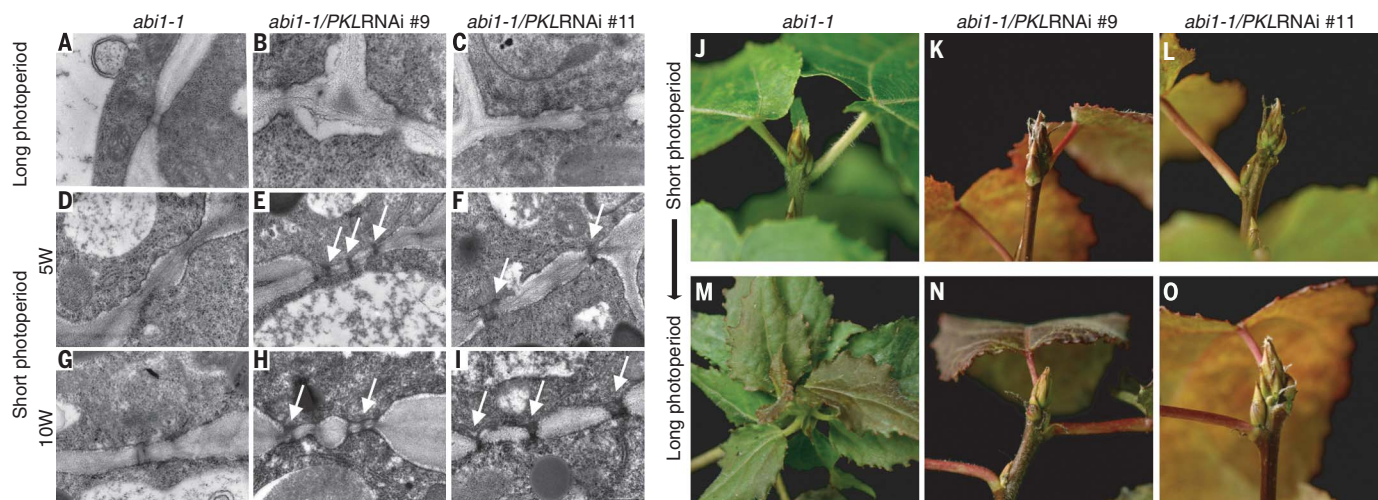 abi1-1 abi1-1/PKLRNAi #9 abi1-1/PKLRNAi #11
Long photoperiod
A B C
Short photoperiod
5W
D E F
10W
G H I
abi1-1 abi1-1/PKLRNAi #9 abi1-1/PKLRNAi #11
Short photoperiod
J K L
Long photoperiod
M N O